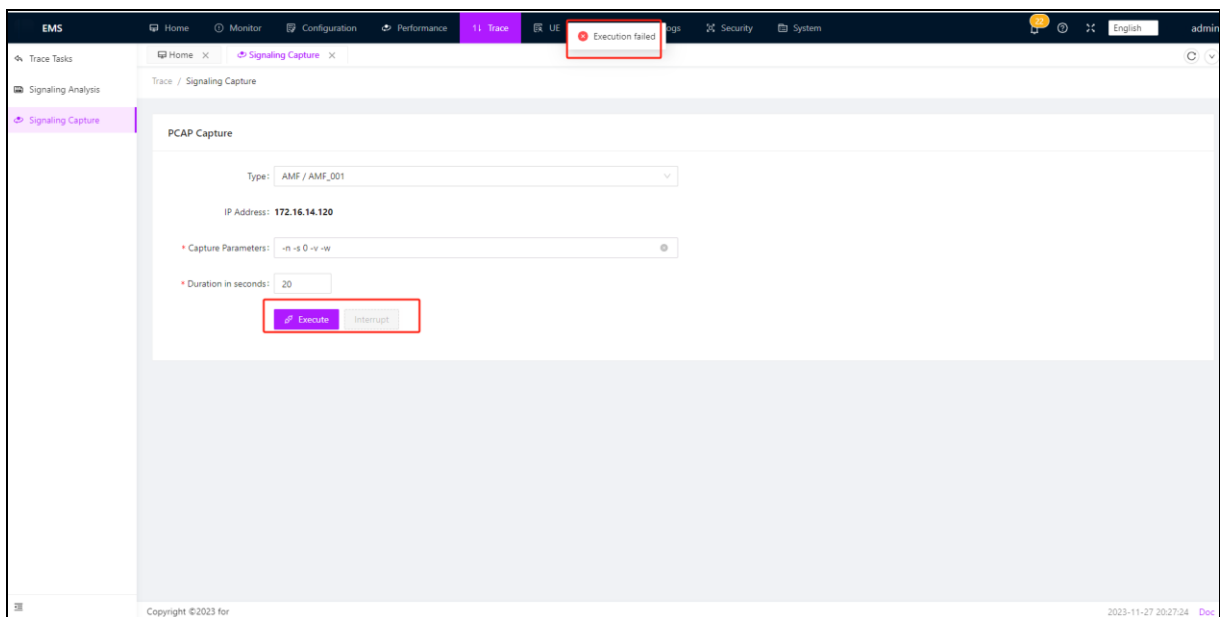 EMS Home Monitor Configuration Performance Trace UE Execution failed ogs Security System 22 English admin
Trace Tasks Home Signaling Capture
Trace / Signaling Capture
Signaling Analysis
Signaling Capture
PCAP Capture
Type: AMF / AMF_001
IP Address: 172.16.14.120
* Capture Parameters: -n -s 0 -v -w
* Duration in seconds: 20
Execute Interrupt
Copyright ©2023 for 2023-11-27 20:27:24 Doc